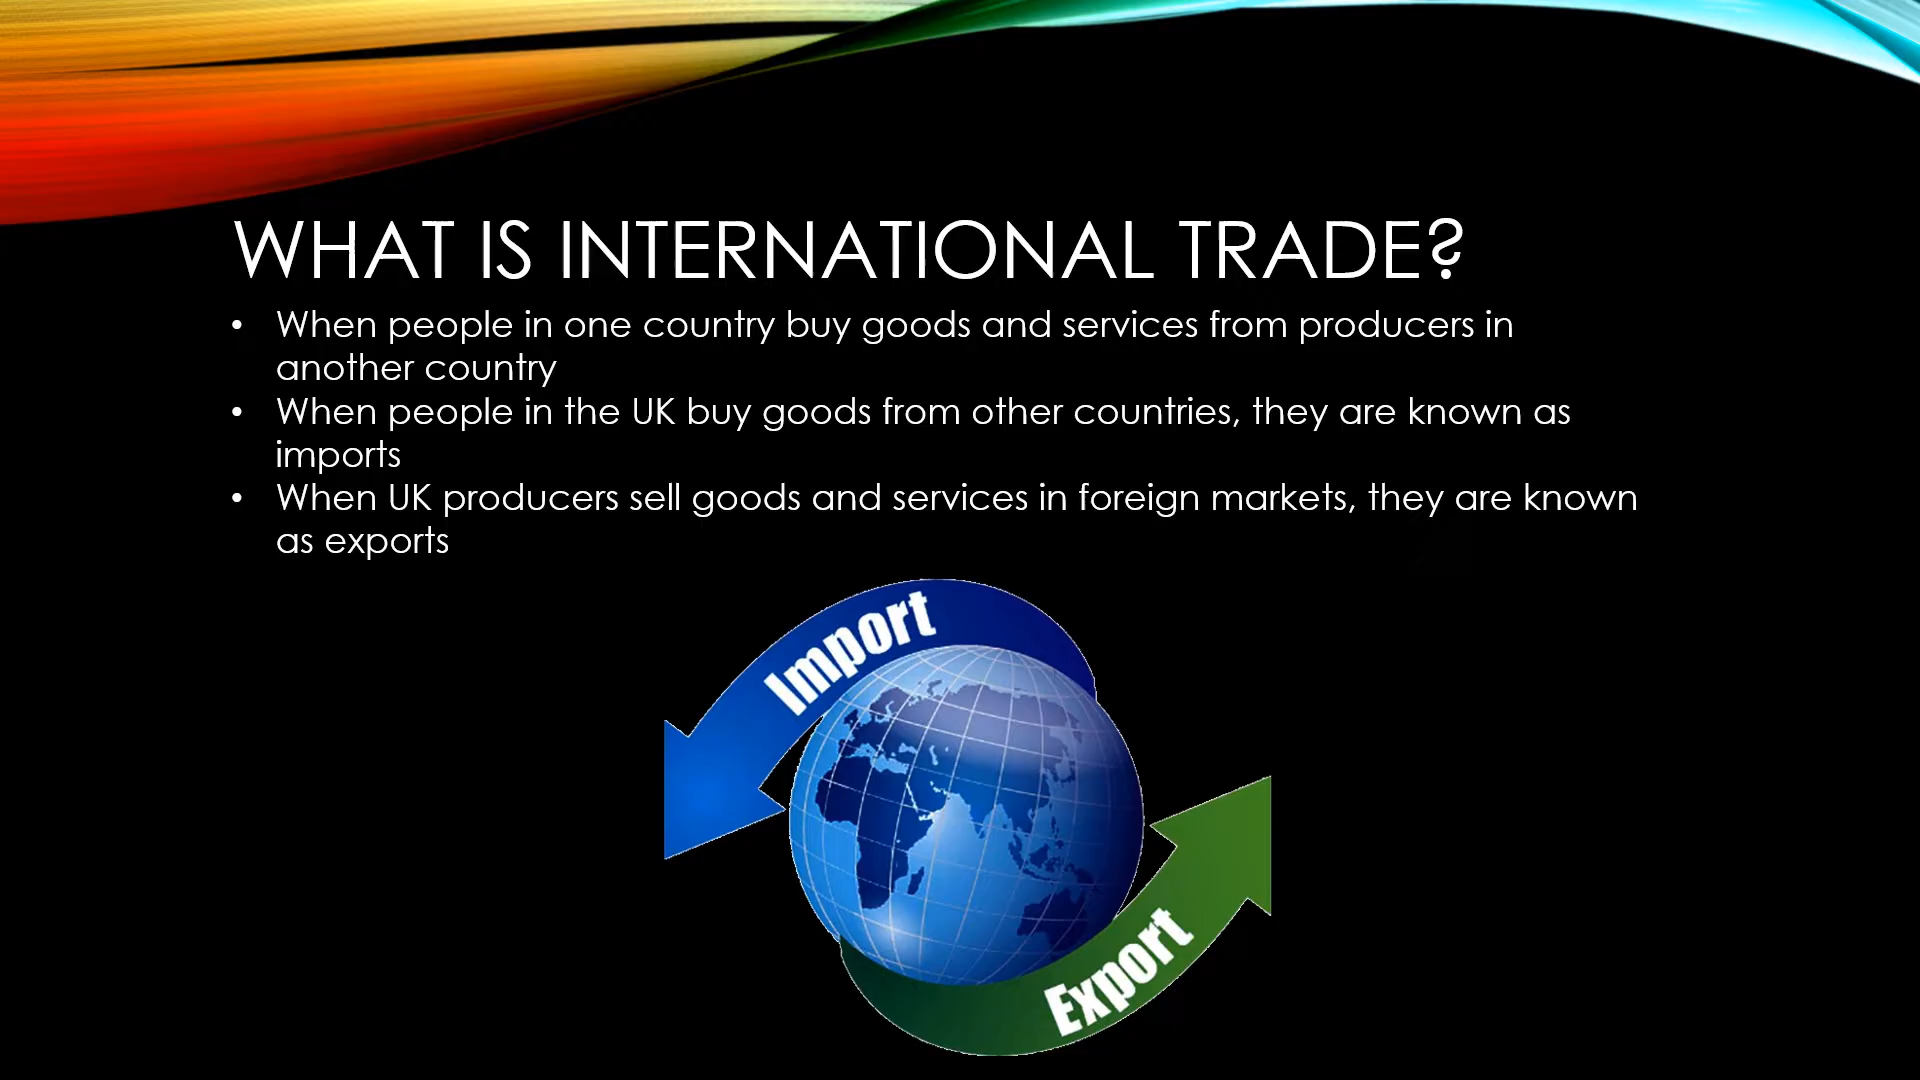 WHAT IS INTERNATIONAL TRADE?
• When people in one country buy goods and services from producers in
another country
• When people in the UK buy goods from other countries, they are known as
imports
• When UK producers sell goods and services in foreign markets, they are known
as exports
Import
Export